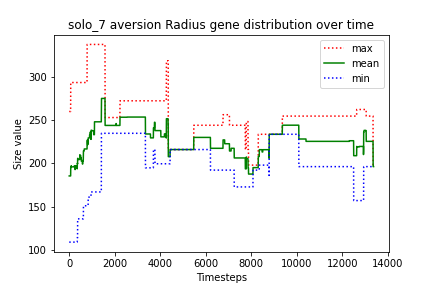 solo_7 aversion Radius gene distribution over time
max
mean
min
Size value
300
250
200
150
100
0 2000 4000 6000 8000 10000 12000 14000
Timesteps